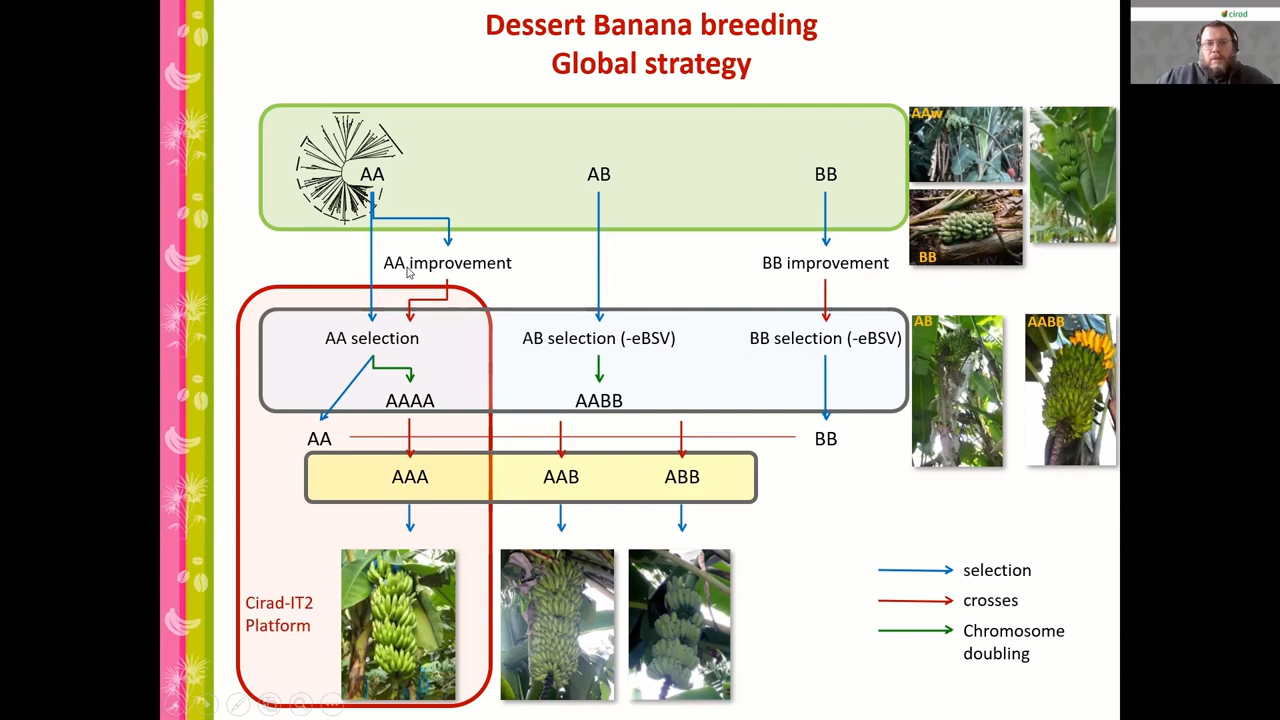 Dessert Banana breeding
Global strategy
cirad
AA
AB
BB
AAw
BB
AA improvement
BB improvement
AA selection
AB selection (-eBSV)
BB selection (-eBSV)
AB
AABB
AAAA
AABB
AA
BB
AAA
AAB
ABB
Cirad-IT2
Platform
selection
crosses
Chromosome
doubling